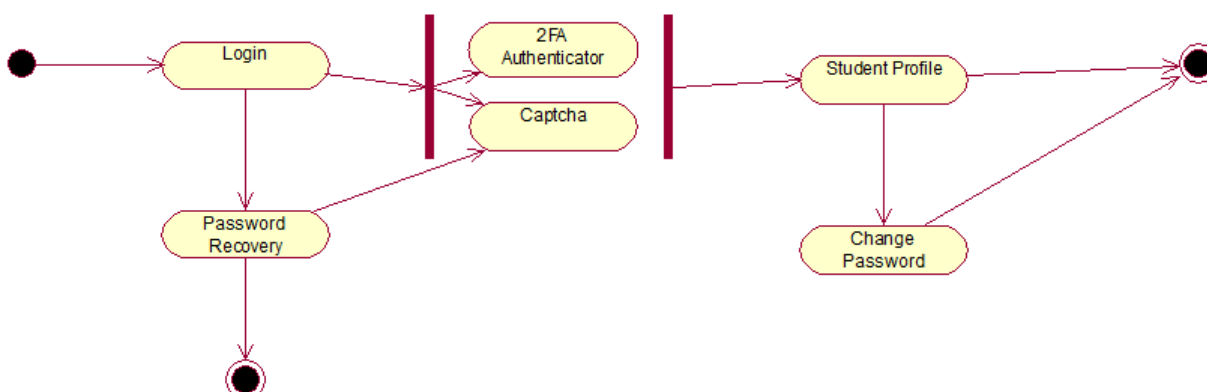 Login
2FA
Authenticator
Captcha
Student Profile
Password
Recovery
Change
Password